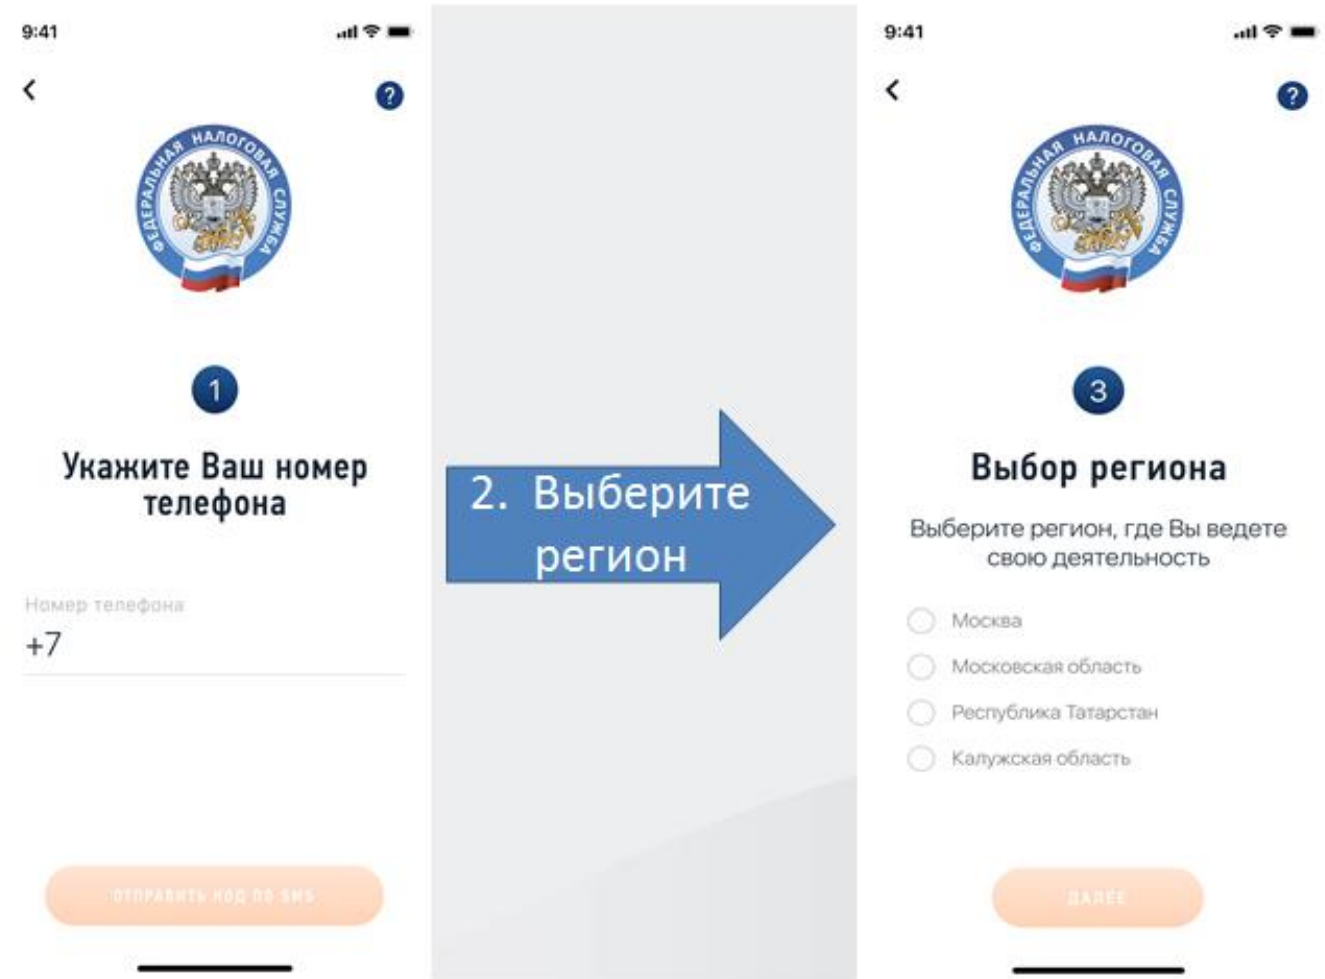 9:41
?
ФЕДЕРАЛЬНАЯ НАЛОГОВАЯ СЛУЖБА
1
Укажите Ваш номер
телефона
Номер телефона
+7
ОТПРАВИТЬ КОД ПО SMS
2. Выберите
регион
9:41
?
ФЕДЕРАЛЬНАЯ НАЛОГОВАЯ СЛУЖБА
3
Выбор региона
Выберите регион, где Вы ведете
свою деятельность
Москва
Московская область
Республика Татарстан
Калужская область
ДАЛЕЕ